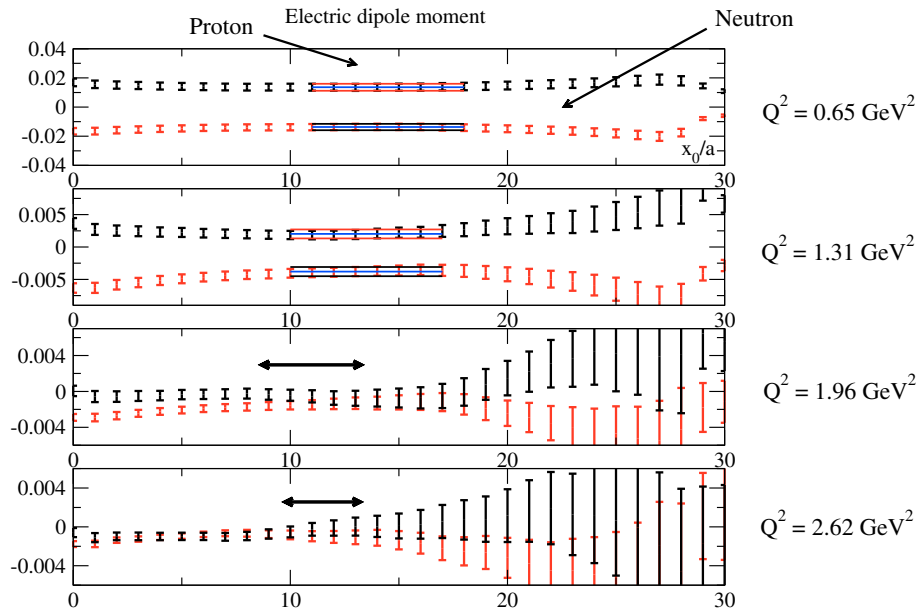 Electric dipole moment
Proton
Neutron
0.04
0.02
0
-0.02
-0.04
x₀/a
0 10 20 30
Q² = 0.65 GeV²
0.005
0
-0.005
0 10 20 30
Q² = 1.31 GeV²
0.004
0
-0.004
0 10 20 30
Q² = 1.96 GeV²
0.004
0
-0.004
0 10 20 30
Q² = 2.62 GeV²